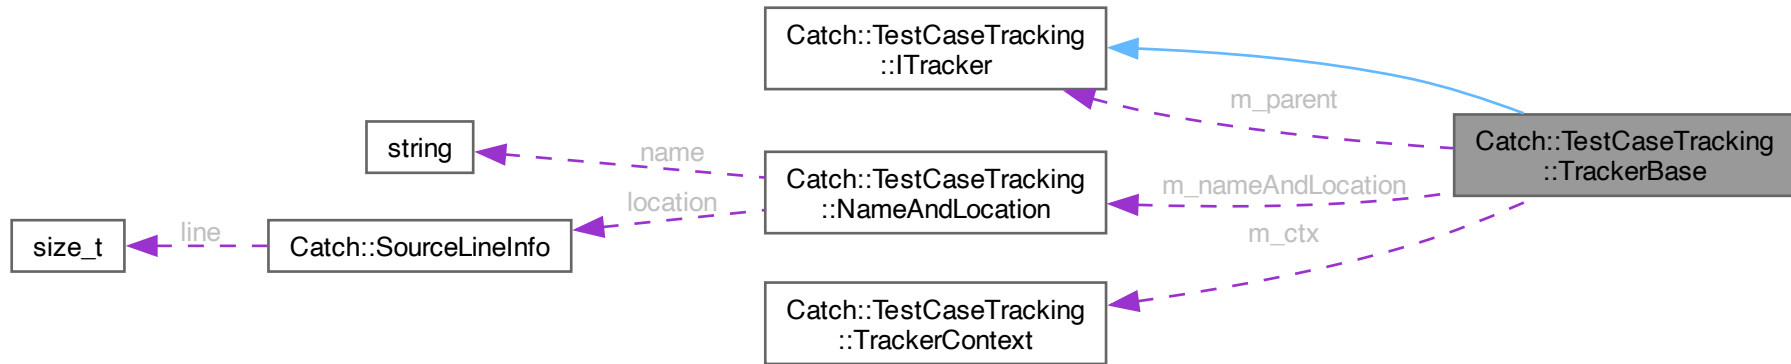 Catch::TestCaseTracking
::ITracker
m_parent
string
name
Catch::TestCaseTracking
::TrackerBase
Catch::TestCaseTracking
::NameAndLocation
m_nameAndLocation
location
size_t
line
Catch::SourceLineInfo
m_ctx
Catch::TestCaseTracking
::TrackerContext